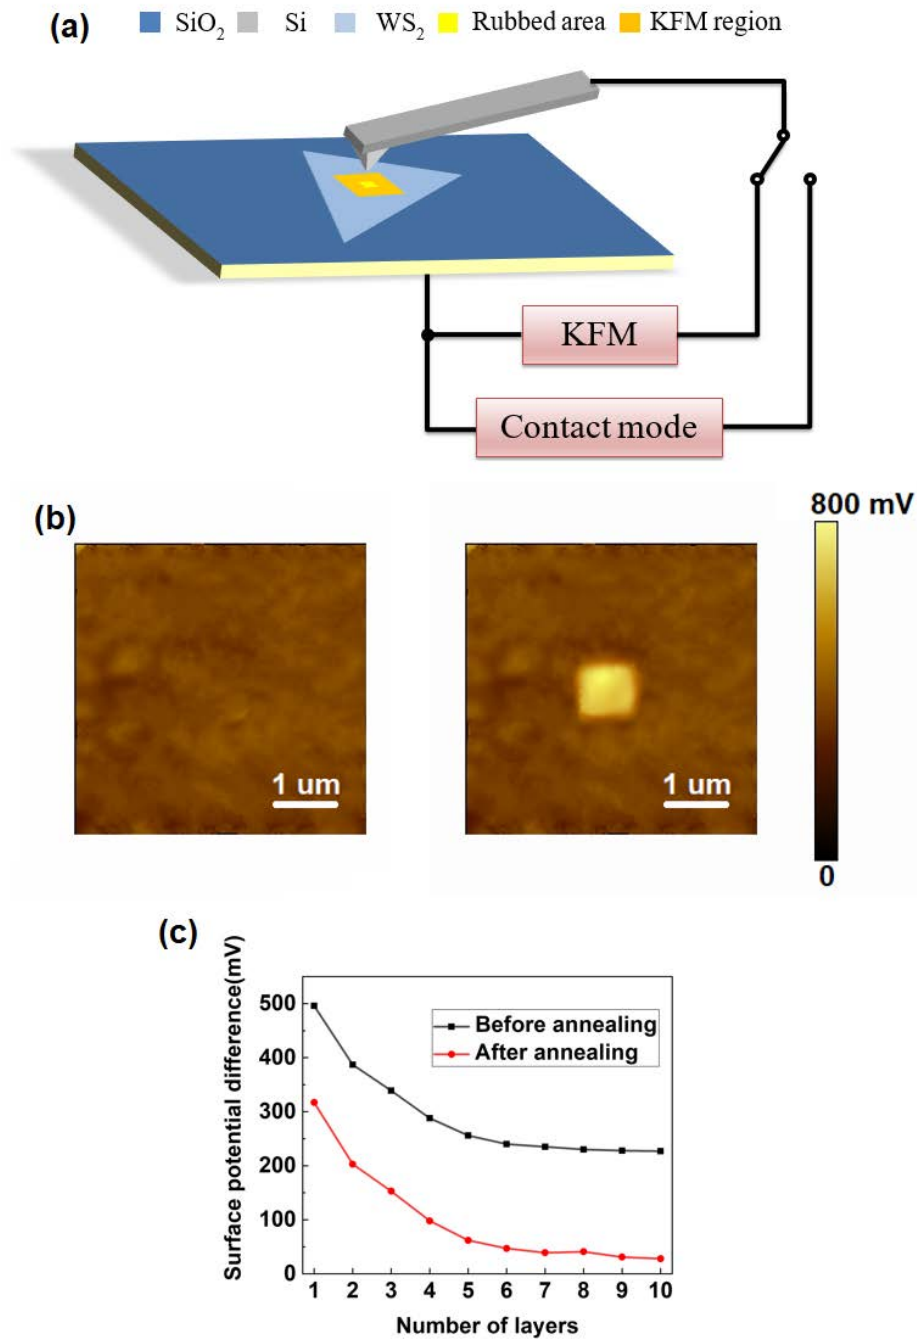 (a) SiO2 Si WS2 Rubbed area KFM region
KFM
Contact mode
(b)
800 mV
1 um
1 um
0
(c)
Surface potential difference(mV)
500
400
300
200
100
0
Before annealing
After annealing
1 2 3 4 5 6 7 8 9 10
Number of layers